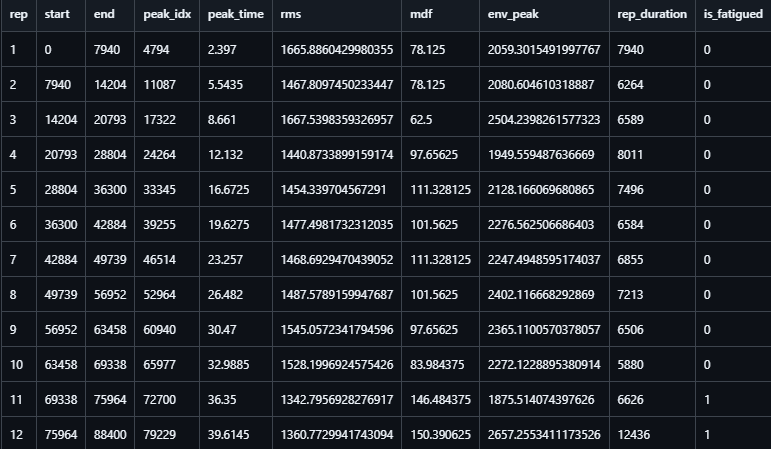 rep start end peak_idx peak_time rms mdf env_peak rep_duration is_fatigued
1 0 7940 4794 2.397 1665.8860429980355 78.125 2059.3015491997767 7940 0
2 7940 14204 11087 5.5435 1467.8097450233447 78.125 2080.604610318887 6264 0
3 14204 20793 17322 8.661 1667.5398359326957 62.5 2504.2398261577323 6589 0
4 20793 28804 24264 12.132 1440.8733899159174 97.65625 1949.559487636669 8011 0
5 28804 36300 33345 16.6725 1454.339704567291 111.328125 2128.166069680865 7496 0
6 36300 42884 39255 19.6275 1477.4981732312035 101.5625 2276.562506686403 6584 0
7 42884 49739 46514 23.257 1468.6929470439052 111.328125 2247.4948595174037 6855 0
8 49739 56952 52964 26.482 1487.5789159947687 101.5625 2402.116668292869 7213 0
9 56952 63458 60940 30.47 1545.0572341794596 97.65625 2365.1100570378057 6506 0
10 63458 69338 65977 32.9885 1528.1996924575426 83.984375 2272.1228895380914 5880 0
11 69338 75964 72700 36.35 1342.7956928276917 146.484375 1875.514074397626 6626 1
12 75964 88400 79229 39.6145 1360.7729941743094 150.390625 2657.2553411173526 12436 1